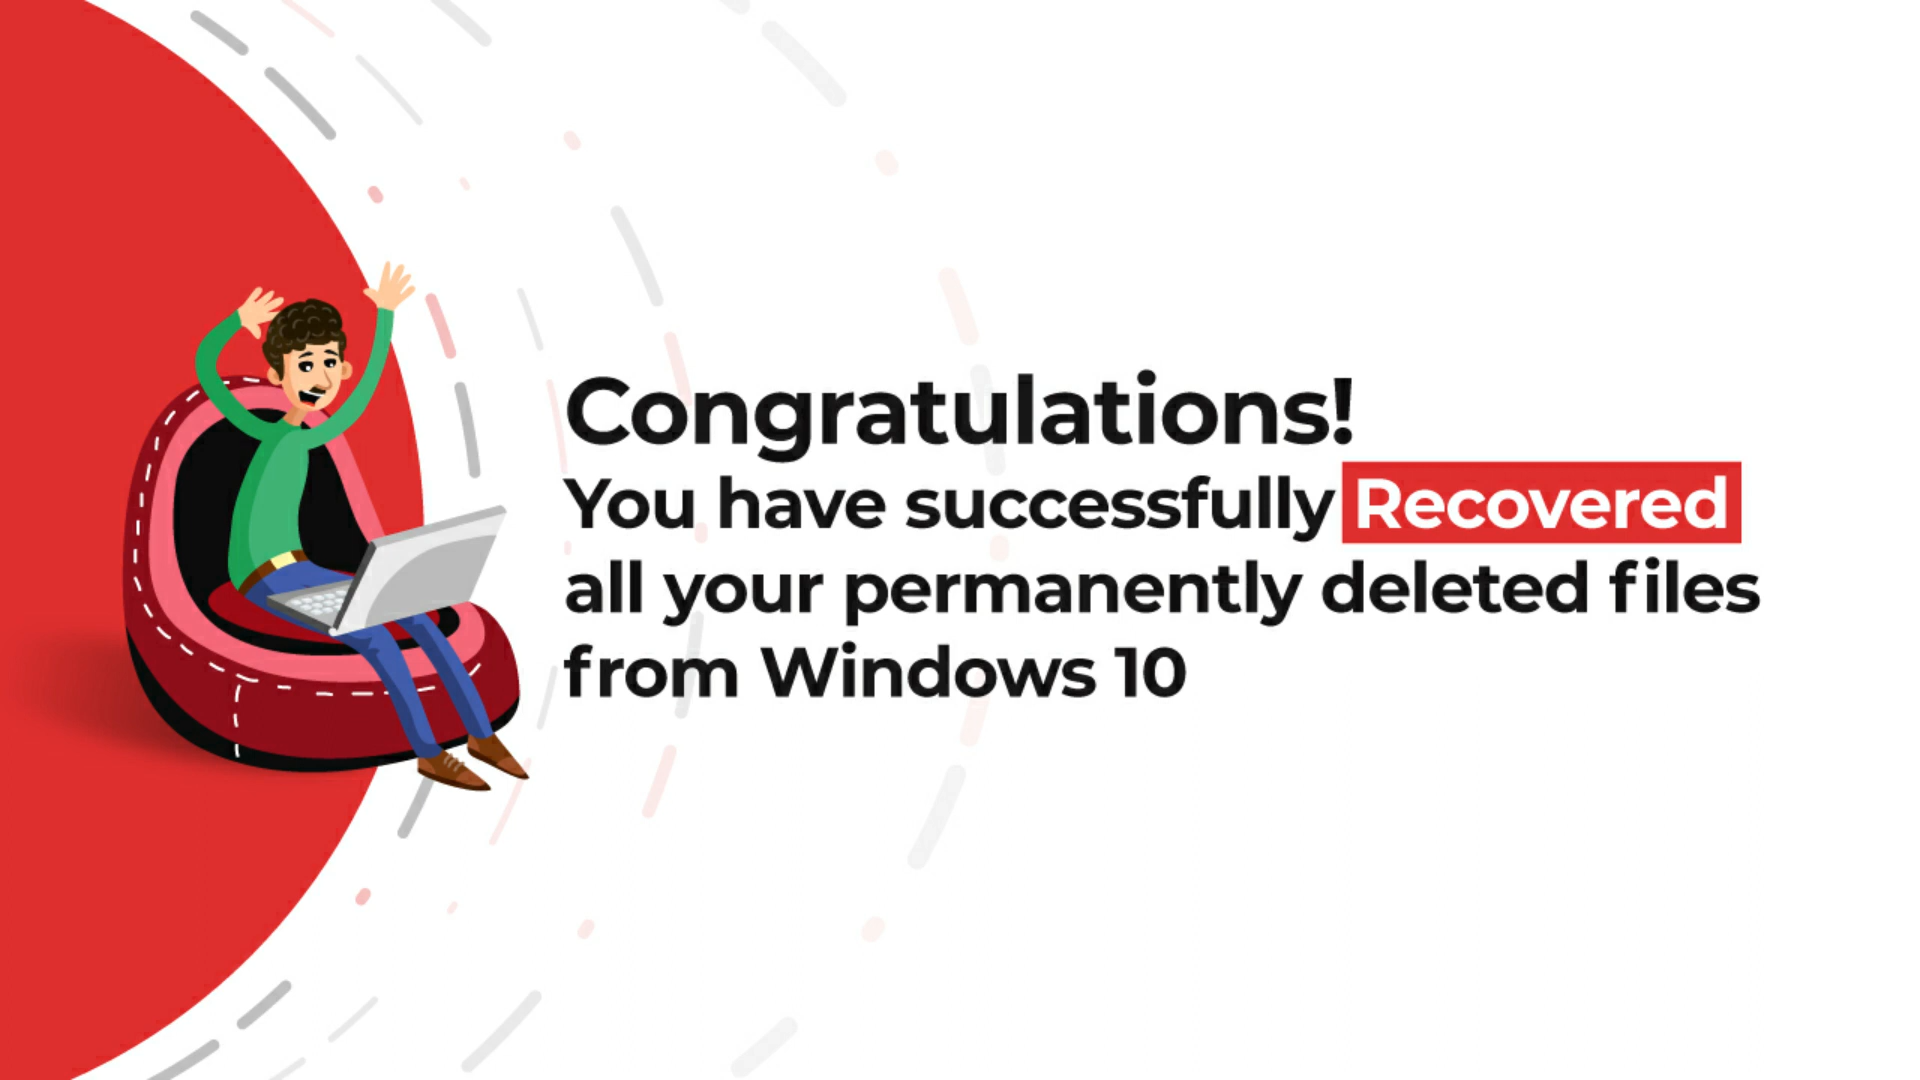 Congratulations!
You have successfully Recovered
all your permanently deleted files
from Windows 10